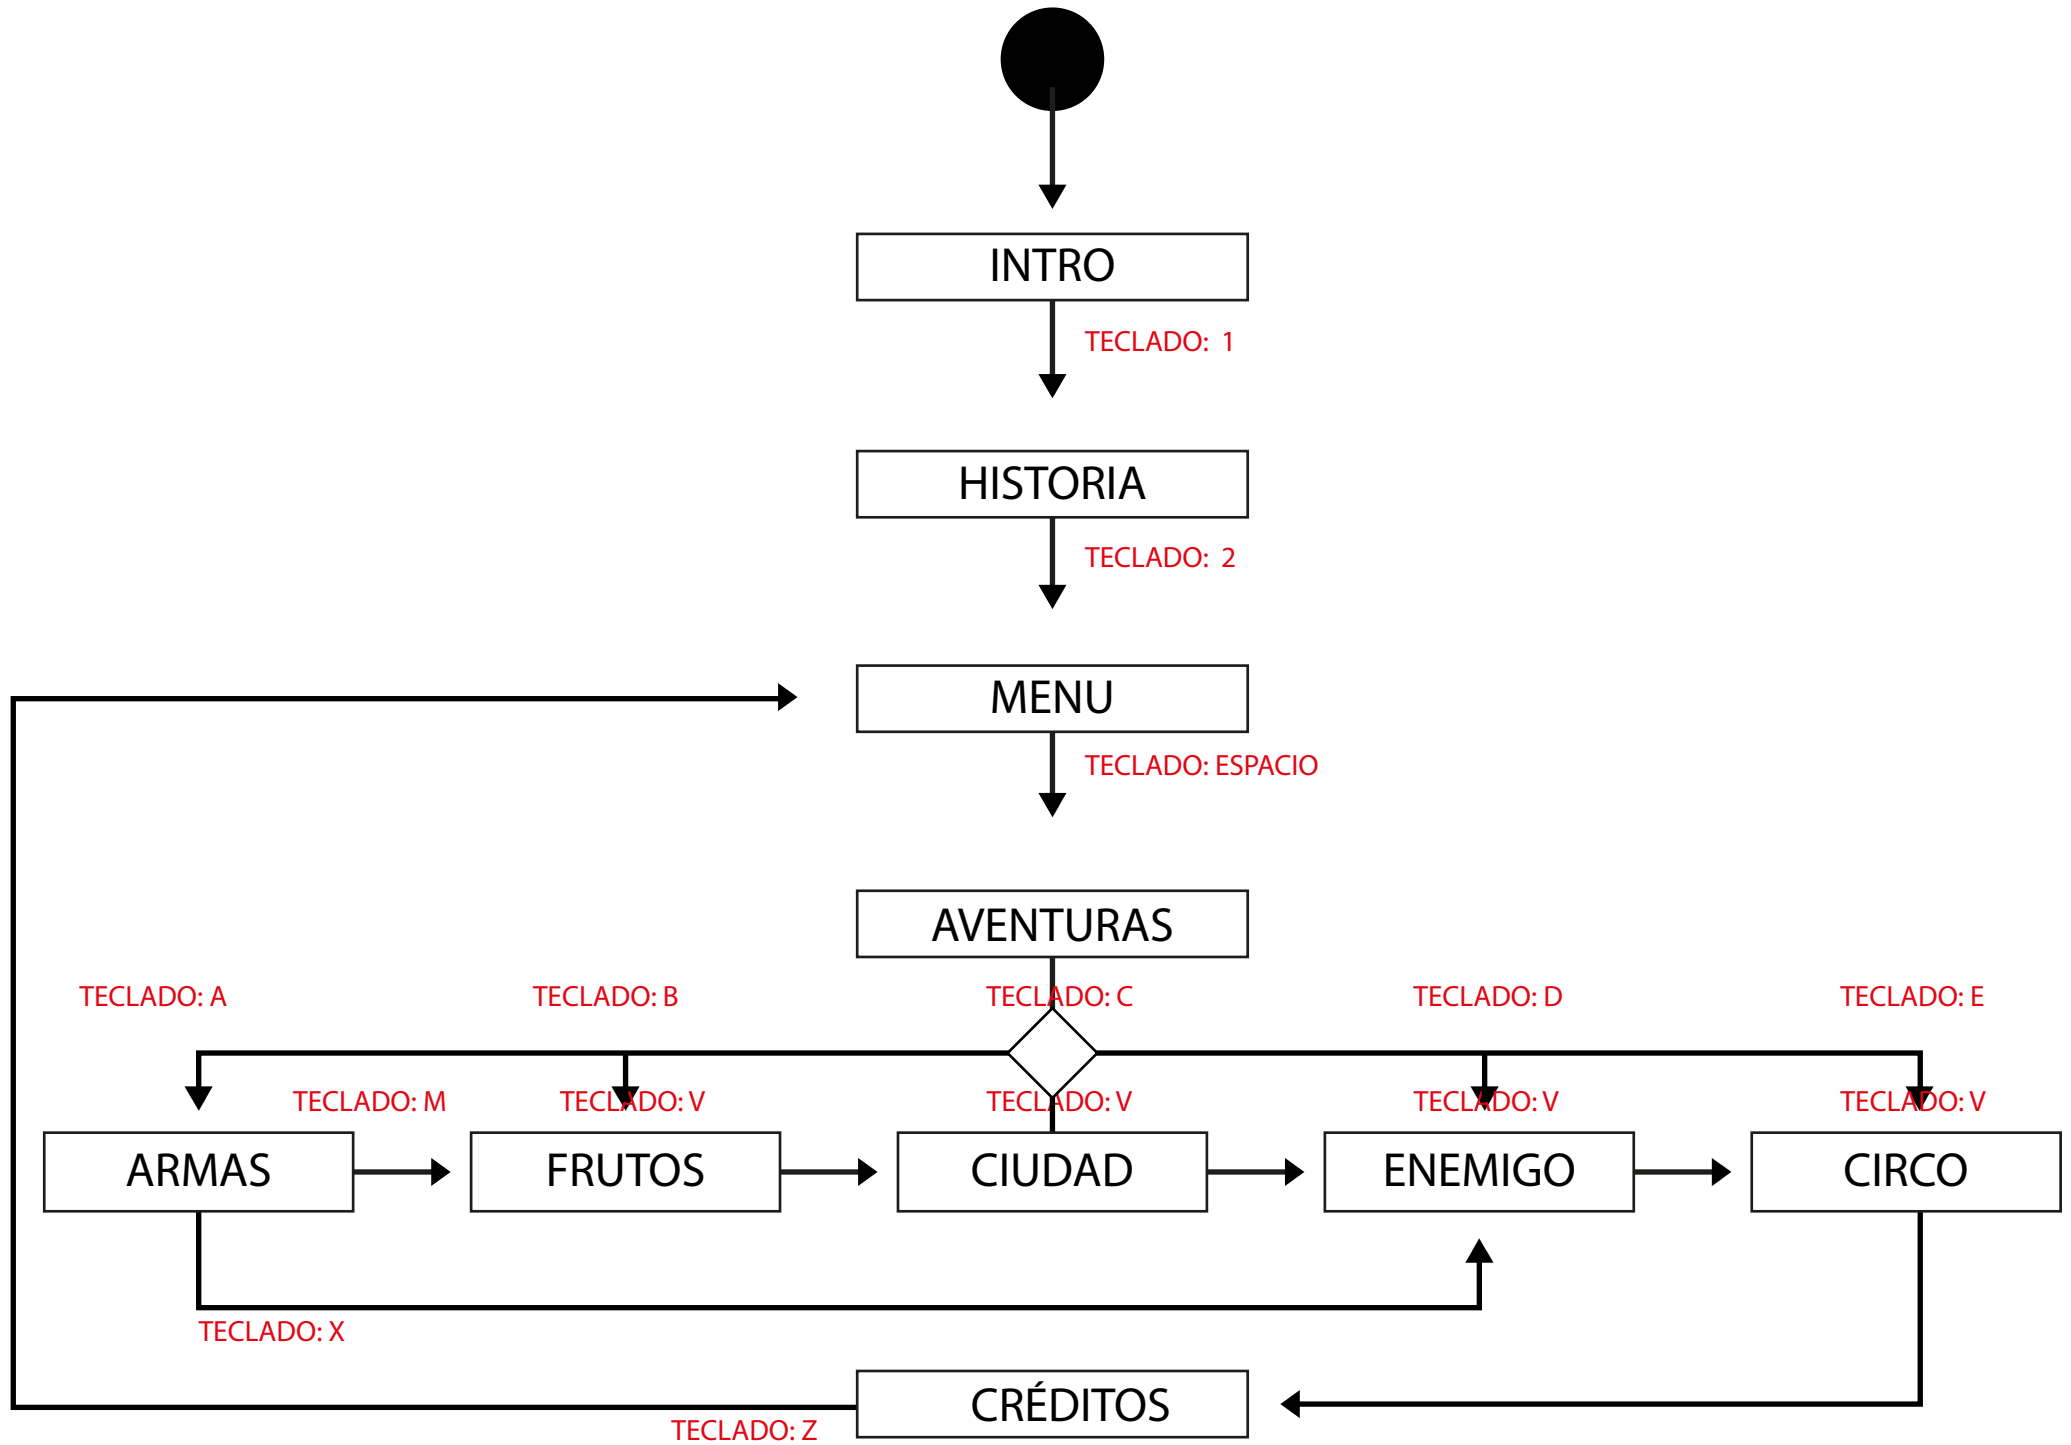 INTRO
TECLADO: 1
HISTORIA
TECLADO: 2
MENU
TECLADO: ESPACIO
AVENTURAS
TECLADO: A
TECLADO: B
TECLADO: C
TECLADO: D
TECLADO: E
TECLADO: M
TECLADO: V
TECLADO: V
TECLADO: V
TECLADO: V
ARMAS
FRUTOS
CIUDAD
ENEMIGO
CIRCO
TECLADO: X
CRÉDITOS
TECLADO: Z